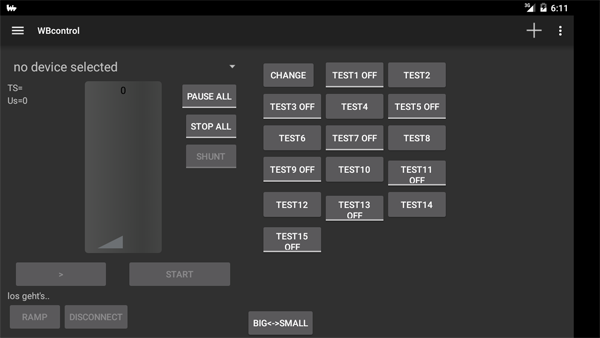 3G 6:11
WBcontrol
no device selected
TS=
Us=0
0
PAUSE ALL
STOP ALL
SHUNT
CHANGE
TEST1 OFF
TEST2
TEST3 OFF
TEST4
TEST5 OFF
TEST6
TEST7 OFF
TEST8
TEST9 OFF
TEST10
TEST11
OFF
TEST12
TEST13
OFF
TEST14
TEST15
OFF
>
START
los geht's..
RAMP
DISCONNECT
BIG<->SMALL